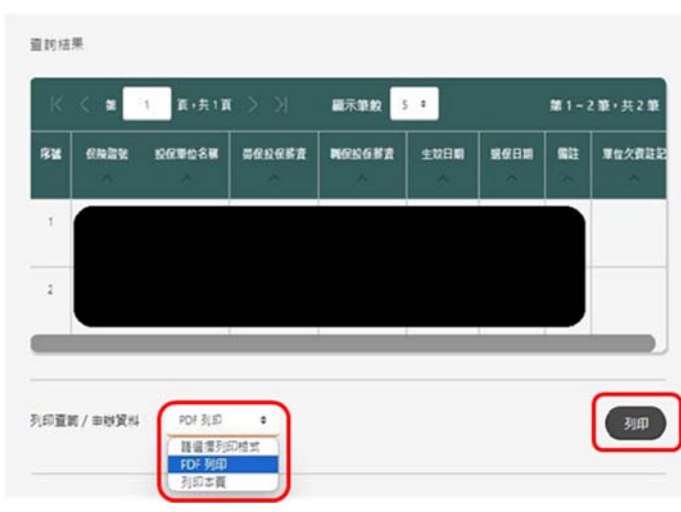 查詢結果
第 1 頁，共1頁 顯示筆數 5 第 1 ~ 2 筆，共 2 筆
序號 保險證號 投保單位名稱 勞保投保薪資 職保投保薪資 生效日期 退保日期 備註 單位欠費註記
1
2
列印查詢 / 申辦資料 PDF 列印 列印
請選擇列印格式
PDF 列印
列印本頁